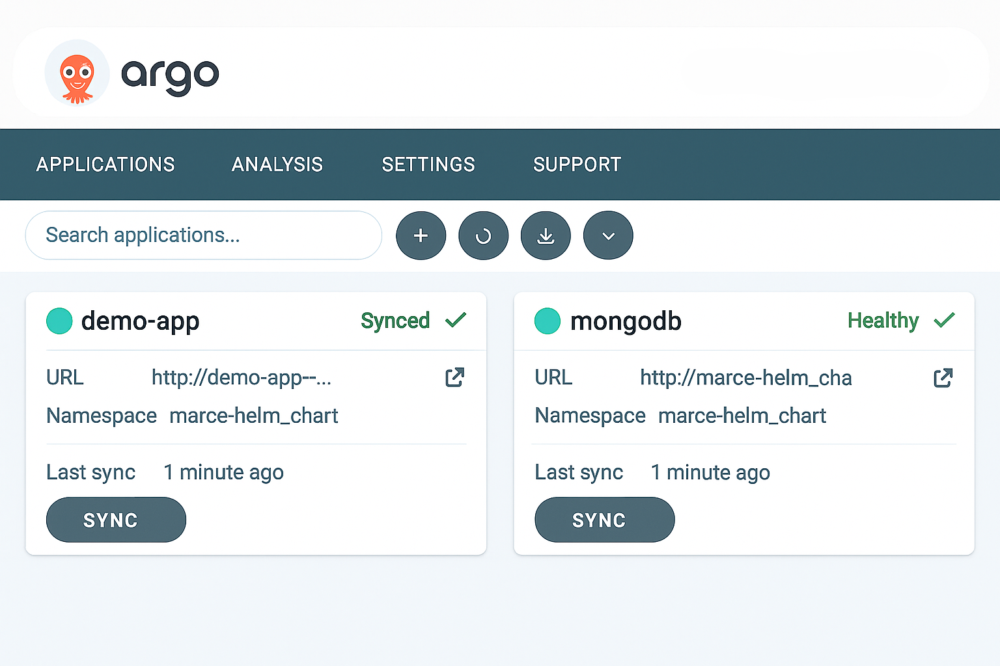 argo
APPLICATIONS ANALYSIS SETTINGS SUPPORT
Search applications...
demo-app Synced
URL http://demo-app--...
Namespace marce-helm_chart
Last sync 1 minute ago
SYNC
mongodb Healthy
URL http://marce-helm_cha
Namespace marce-helm_chart
Last sync 1 minute ago
SYNC